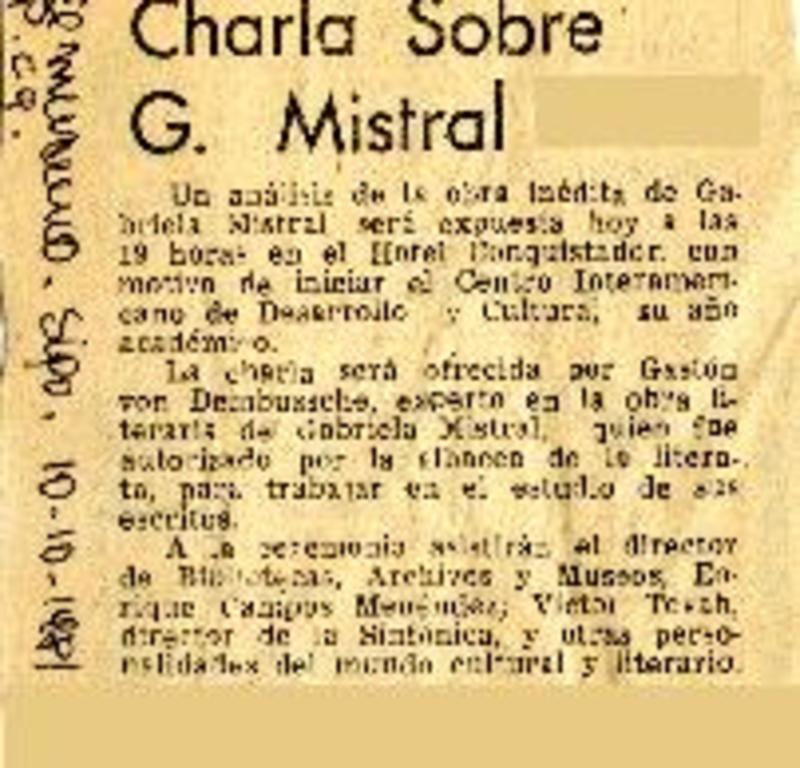 Charla Sobre
G. Mistral
Un análisis de la obra inédita de Ga-
briela Mistral será expuesta hoy a las
19 horas en el Hotel Conquistador, con
motivo de iniciar el Centro Interameri-
cano de Desarrollo y Cultura, su año
académico.
La charla será ofrecida por Gastón
von Dembussche, experto en la obra li-
teraria de Gabriela Mistral, quien fue
autorizado por la albacea de la litera-
ta, para trabajar en el estudio de sus
escritos.
A la ceremonia asistirán el director
de Bibliotecas, Archivos y Museos, En-
rique Campos Menéndez; Víctor Tevah,
director de la Sinfónica, y otras perso-
nalidades del mundo cultural y literario.
Stgo. 10-10-1981